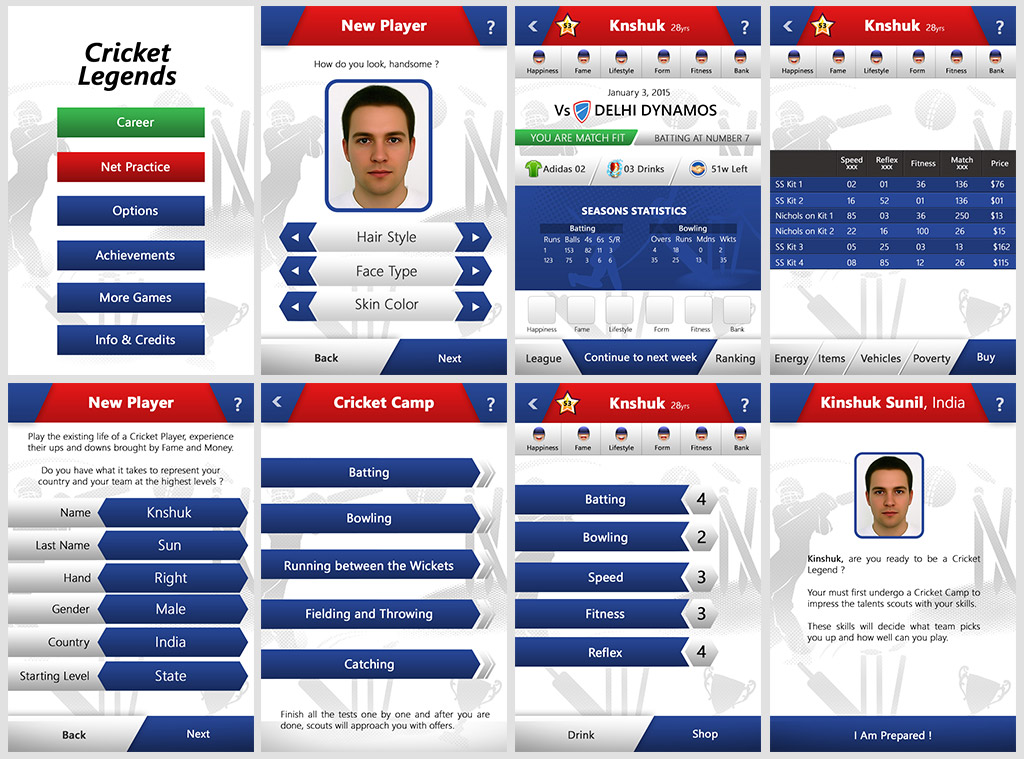 Cricket
Legends
Career
Net Practice
Options
Achievements
More Games
Info & Credits
New Player
?
How do you look, handsome ?
Hair Style
Face Type
Skin Color
Back
Next
53
Knshuk 28yrs
?
Happiness Fame Lifestyle Form Fitness Bank
January 3, 2015
Vs DELHI DYNAMOS
YOU ARE MATCH FIT BATTING AT NUMBER 7
Adidas 02 03 Drinks 51w Left
SEASONS STATISTICS
Batting Bowling
Runs Balls 4s 6s S/R Overs Runs Mdns Wkts
1 153 82 11 3 4 18 0 2
123 75 3 6 6 35 25 13 35
Happiness Fame Lifestyle Form Fitness Bank
League Continue to next week Ranking
53
Knshuk 28yrs
?
Happiness Fame Lifestyle Form Fitness Bank
Speed Reflex Fitness Match Price
xxx xxx xxx
SS Kit 1 02 01 36 136 $76
SS Kit 2 16 52 01 136 $01
Nichols on Kit 1 85 03 36 250 $13
Nichols on Kit 2 22 16 100 26 $15
SS Kit 3 05 25 03 13 $162
SS Kit 4 08 85 12 26 $115
Energy Items Vehicles Poverty Buy
New Player
?
Play the existing life of a Cricket Player, experience
their ups and downs brought by Fame and Money.
Do you have what it takes to represent your
country and your team at the highest levels ?
Name Knshuk
Last Name Sun
Hand Right
Gender Male
Country India
Starting Level State
Back Next
Cricket Camp
?
Batting
Bowling
Running between the Wickets
Fielding and Throwing
Catching
Finish all the tests one by one and after you are
done, scouts will approach you with offers.
53
Knshuk 28yrs
?
Happiness Fame Lifestyle Form Fitness Bank
Batting 4
Bowling 2
Speed 3
Fitness 3
Reflex 4
Drink Shop
Kinshuk Sunil, India
?
Kinshuk, are you ready to be a Cricket
Legend ?
Your must first undergo a Cricket Camp to
impress the talents scouts with your skills.
These skills will decide what team picks
you up and how well can you play.
I Am Prepared !